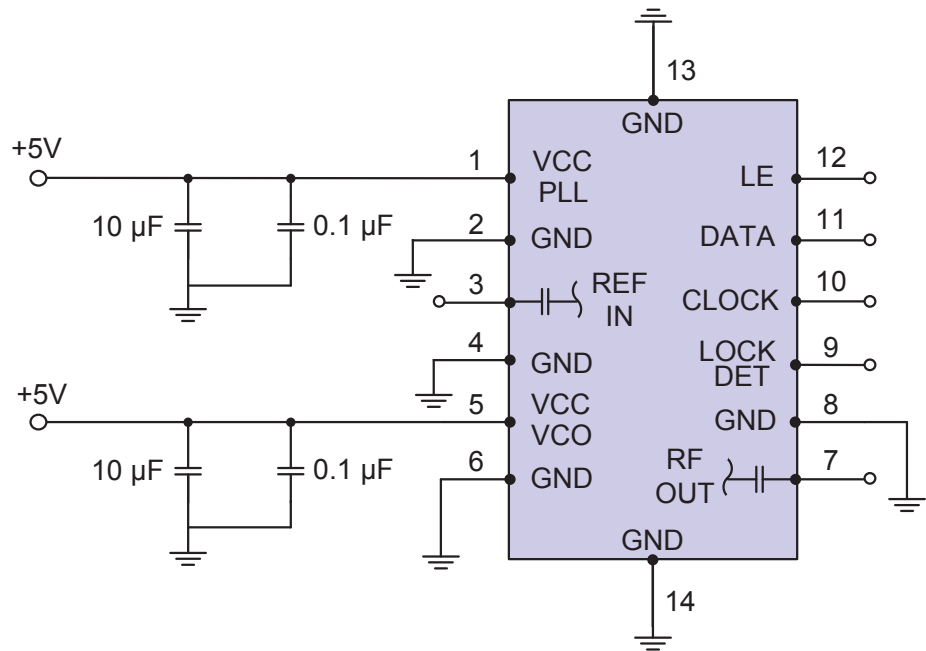 13
GND
+5V
1
VCC
PLL
LE
12
10 µF
0.1 µF
2
GND
DATA
11
3
REF
IN
CLOCK
10
4
GND
LOCK
DET
9
+5V
5
VCC
VCO
GND
8
10 µF
0.1 µF
6
GND
RF
OUT
7
GND
14